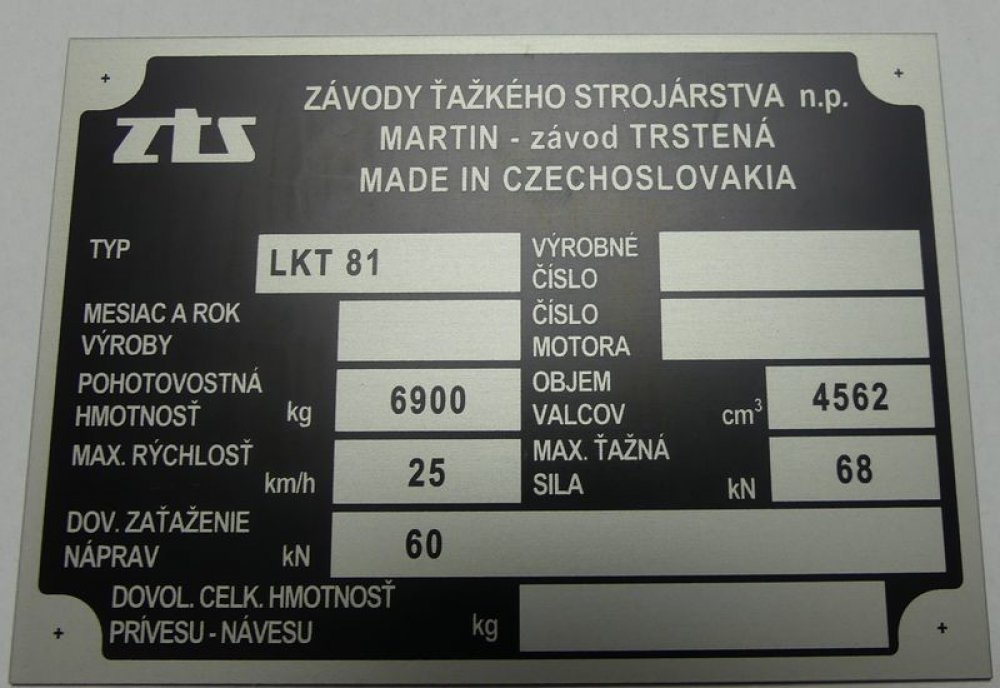 zts
ZÁVODY ŤAŽKÉHO STROJÁRSTVA n.p.
MARTIN - závod TRSTENÁ
MADE IN CZECHOSLOVAKIA
TYP LKT 81
VÝROBNÉ
ČÍSLO
MESIAC A ROK
VÝROBY
ČÍSLO
MOTORA
POHOTOVOSTNÁ
HMOTNOSŤ kg 6900
OBJEM
VALCOV cm³ 4562
MAX. RÝCHLOSŤ
km/h 25
MAX. ŤAŽNÁ
SILA kN 68
DOV. ZAŤAŽENIE
NÁPRAV kN 60
DOVOL. CELK. HMOTNOSŤ
PRÍVESU - NÁVESU kg